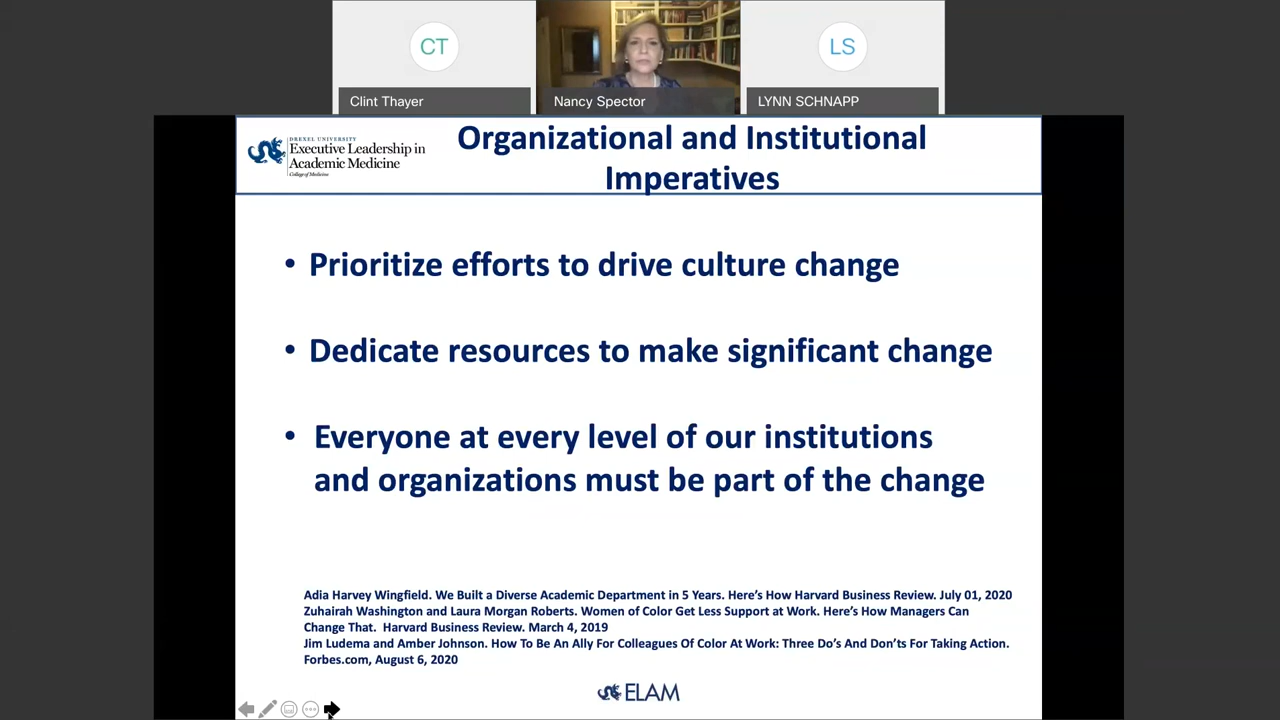 CT
LS
Clint Thayer
Nancy Spector
LYNN SCHNAPP
DREXEL UNIVERSITY
Executive Leadership in
Academic Medicine
College of Medicine
Organizational and Institutional
Imperatives
• Prioritize efforts to drive culture change
• Dedicate resources to make significant change
• Everyone at every level of our institutions
and organizations must be part of the change
Adia Harvey Wingfield. We Built a Diverse Academic Department in 5 Years. Here’s How Harvard Business Review. July 01, 2020
Zuhairah Washington and Laura Morgan Roberts. Women of Color Get Less Support at Work. Here’s How Managers Can
Change That. Harvard Business Review. March 4, 2019
Jim Ludema and Amber Johnson. How To Be An Ally For Colleagues Of Color At Work: Three Do’s And Don’ts For Taking Action.
Forbes.com, August 6, 2020
ELAM